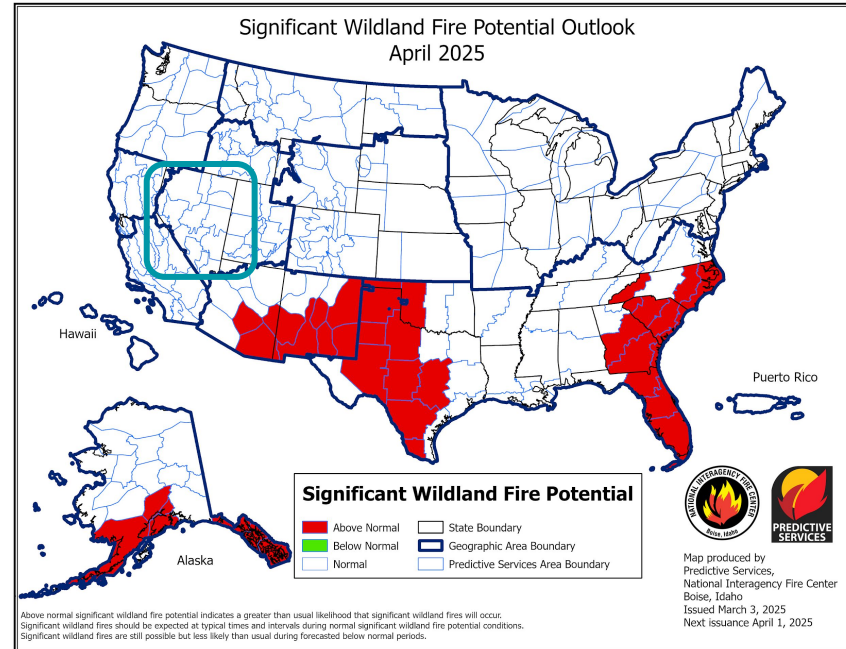 Significant Wildland Fire Potential Outlook
April 2025
Hawaii
Puerto Rico
Alaska
Significant Wildland Fire Potential
Above Normal
State Boundary
Below Normal
Geographic Area Boundary
Normal
Predictive Services Area Boundary
NATIONAL INTERAGENCY FIRE CENTER
Boise, Idaho
PREDICTIVE
SERVICES
Map produced by
Predictive Services,
National Interagency Fire Center
Boise, Idaho
Issued March 3, 2025
Next issuance April 1, 2025
Above normal significant wildland fire potential indicates a greater than usual likelihood that significant wildland fires will occur.
Significant wildland fires should be expected at typical times and intervals during normal significant wildland fire potential conditions.
Significant wildland fires are still possible but less likely than usual during forecasted below normal periods.